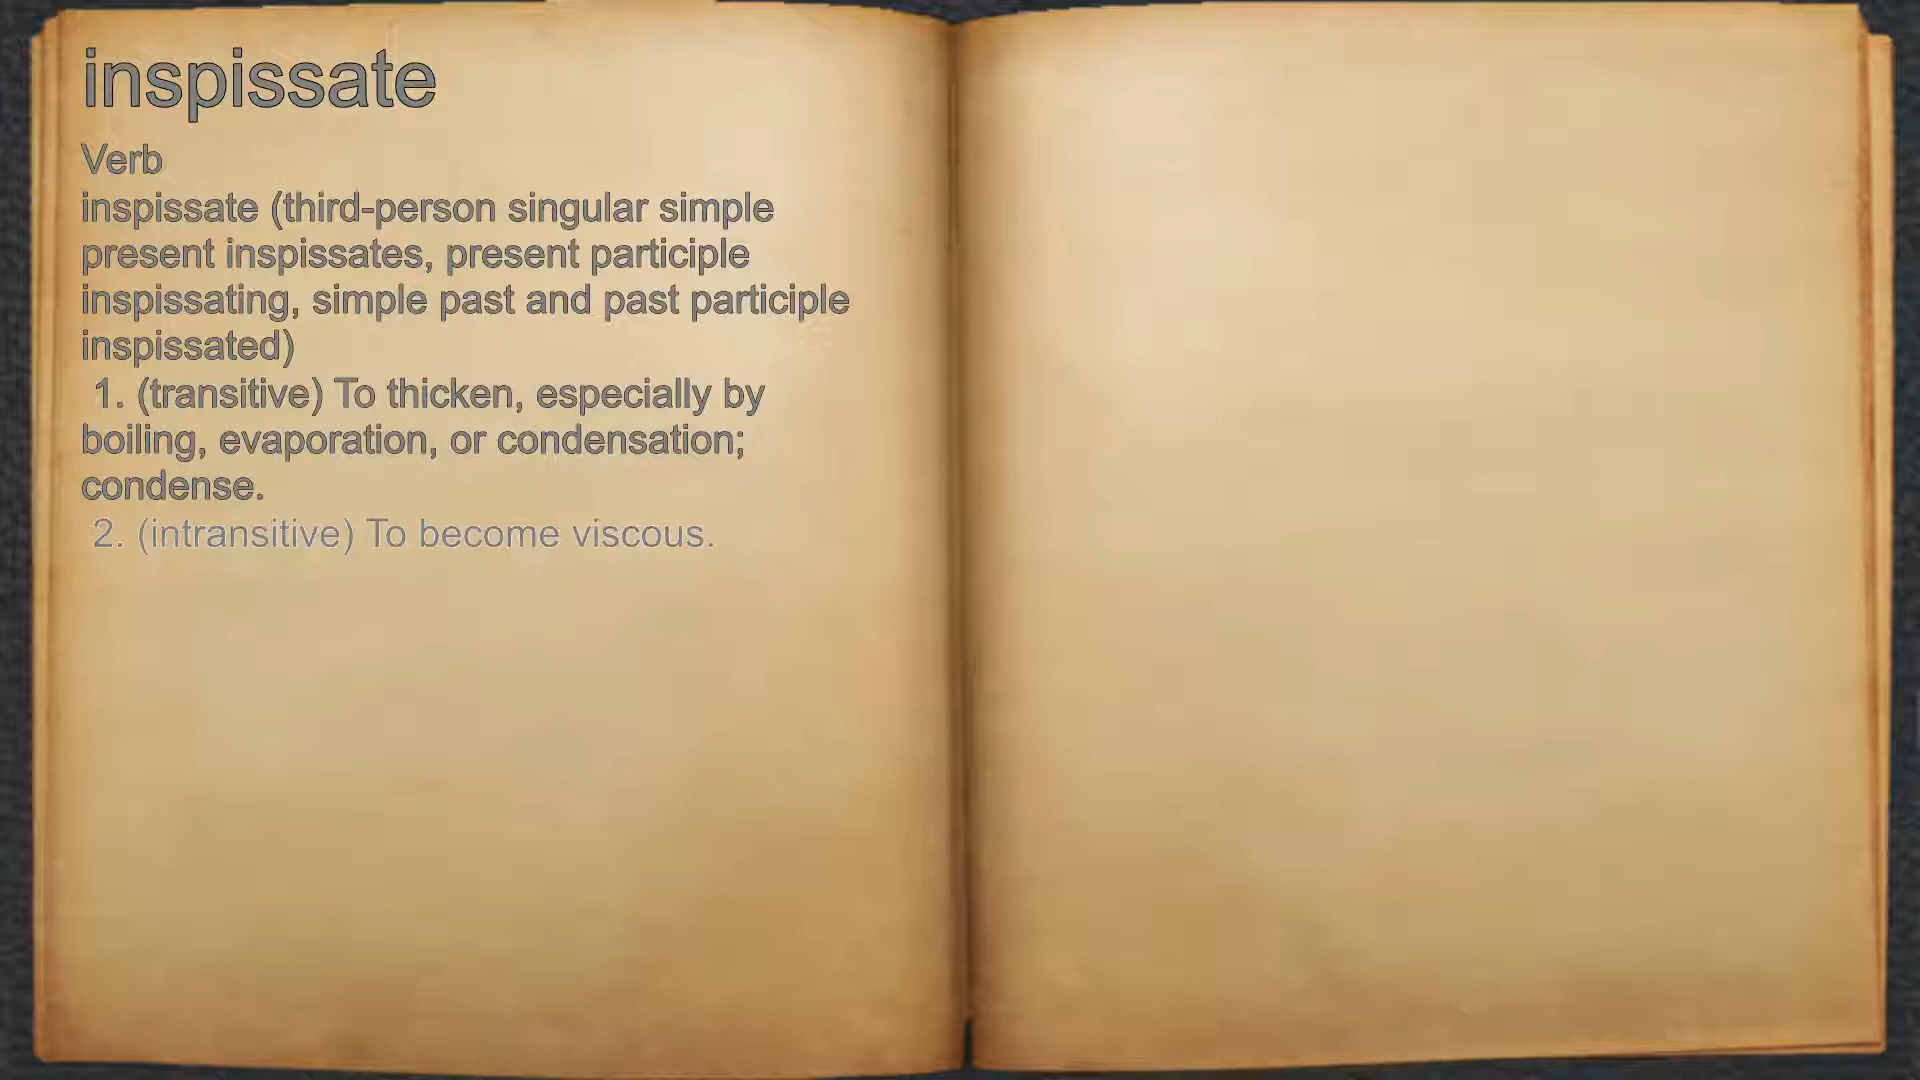 inspissate
Verb
inspissate (third-person singular simple
present inspissates, present participle
inspissating, simple past and past participle
inspissated)
1. (transitive) To thicken, especially by
boiling, evaporation, or condensation;
condense.
2. (intransitive) To become viscous.